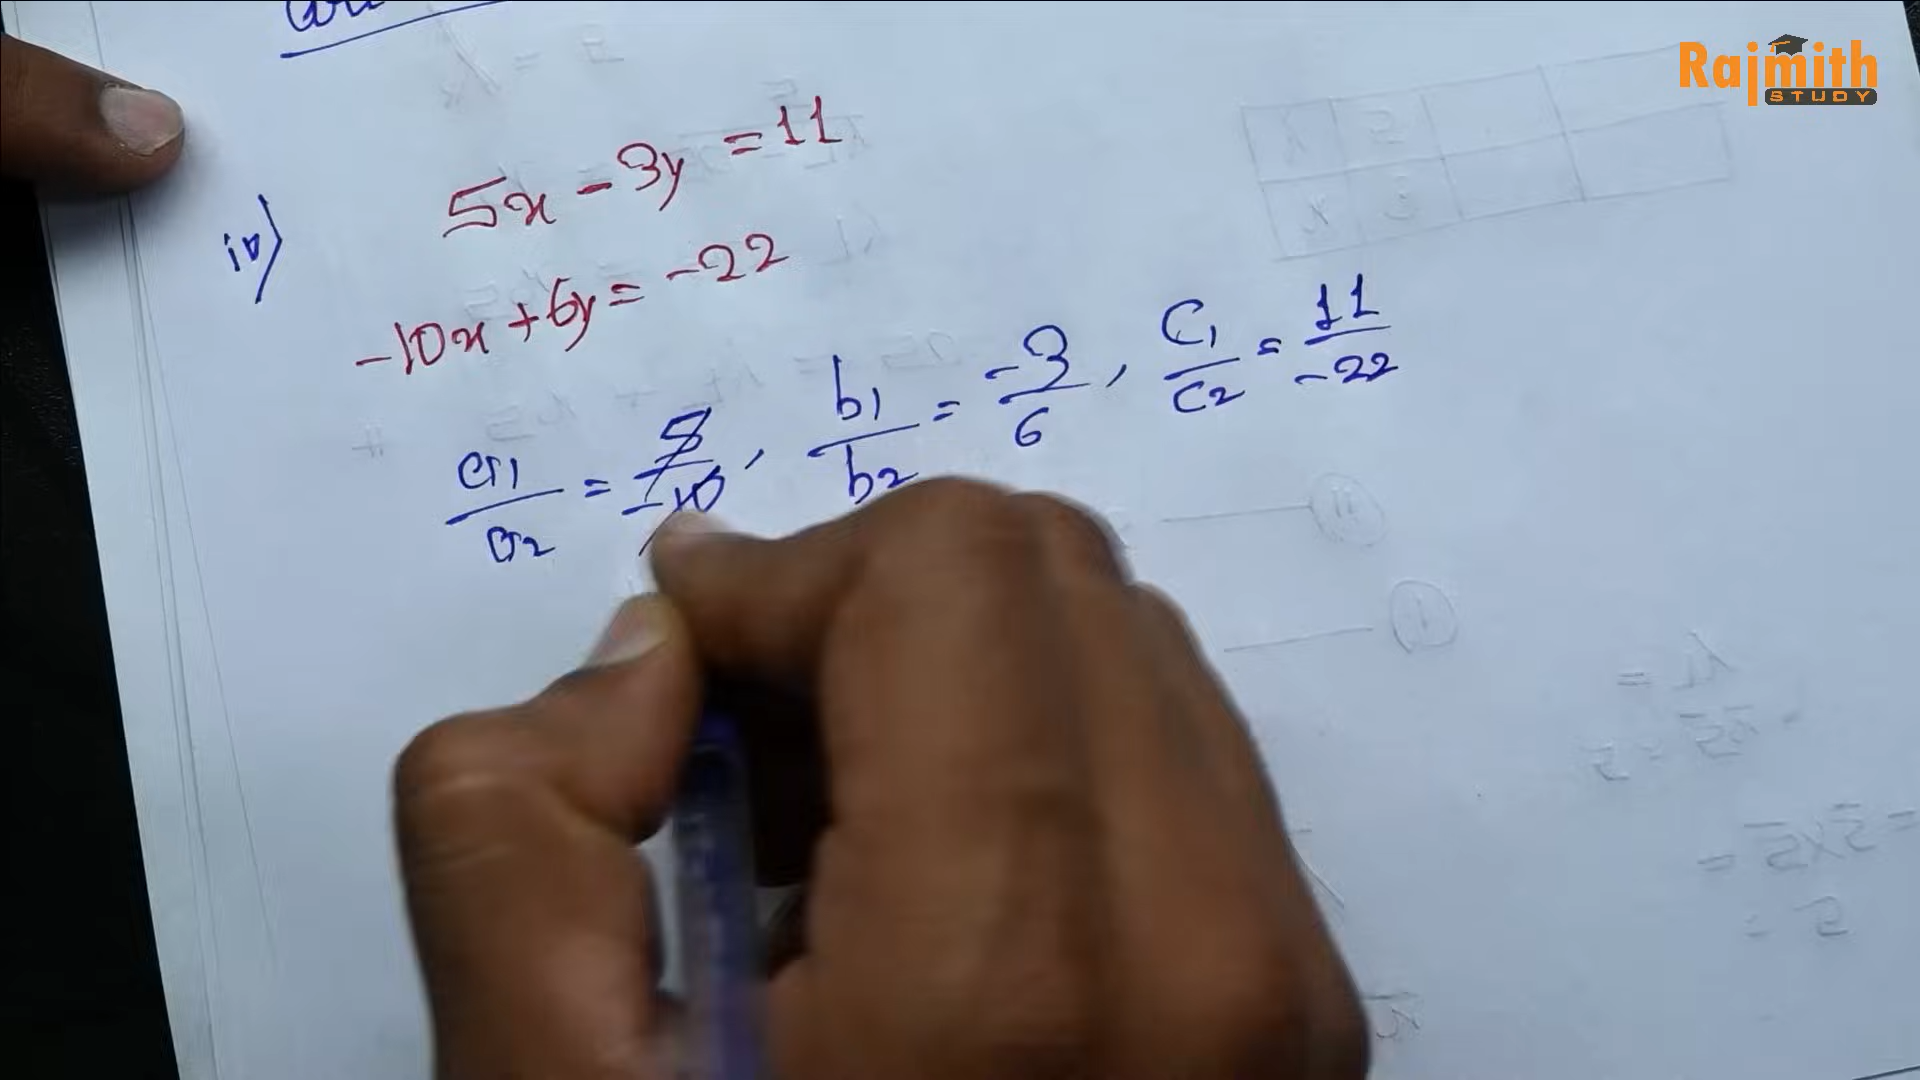 Rajmith
STUDY
iv)
5x - 3y = 11
-10x + 6y = -22
a1/a2 = 5/-10, b1/b2 = -3/6, C1/C2 = 11/-22